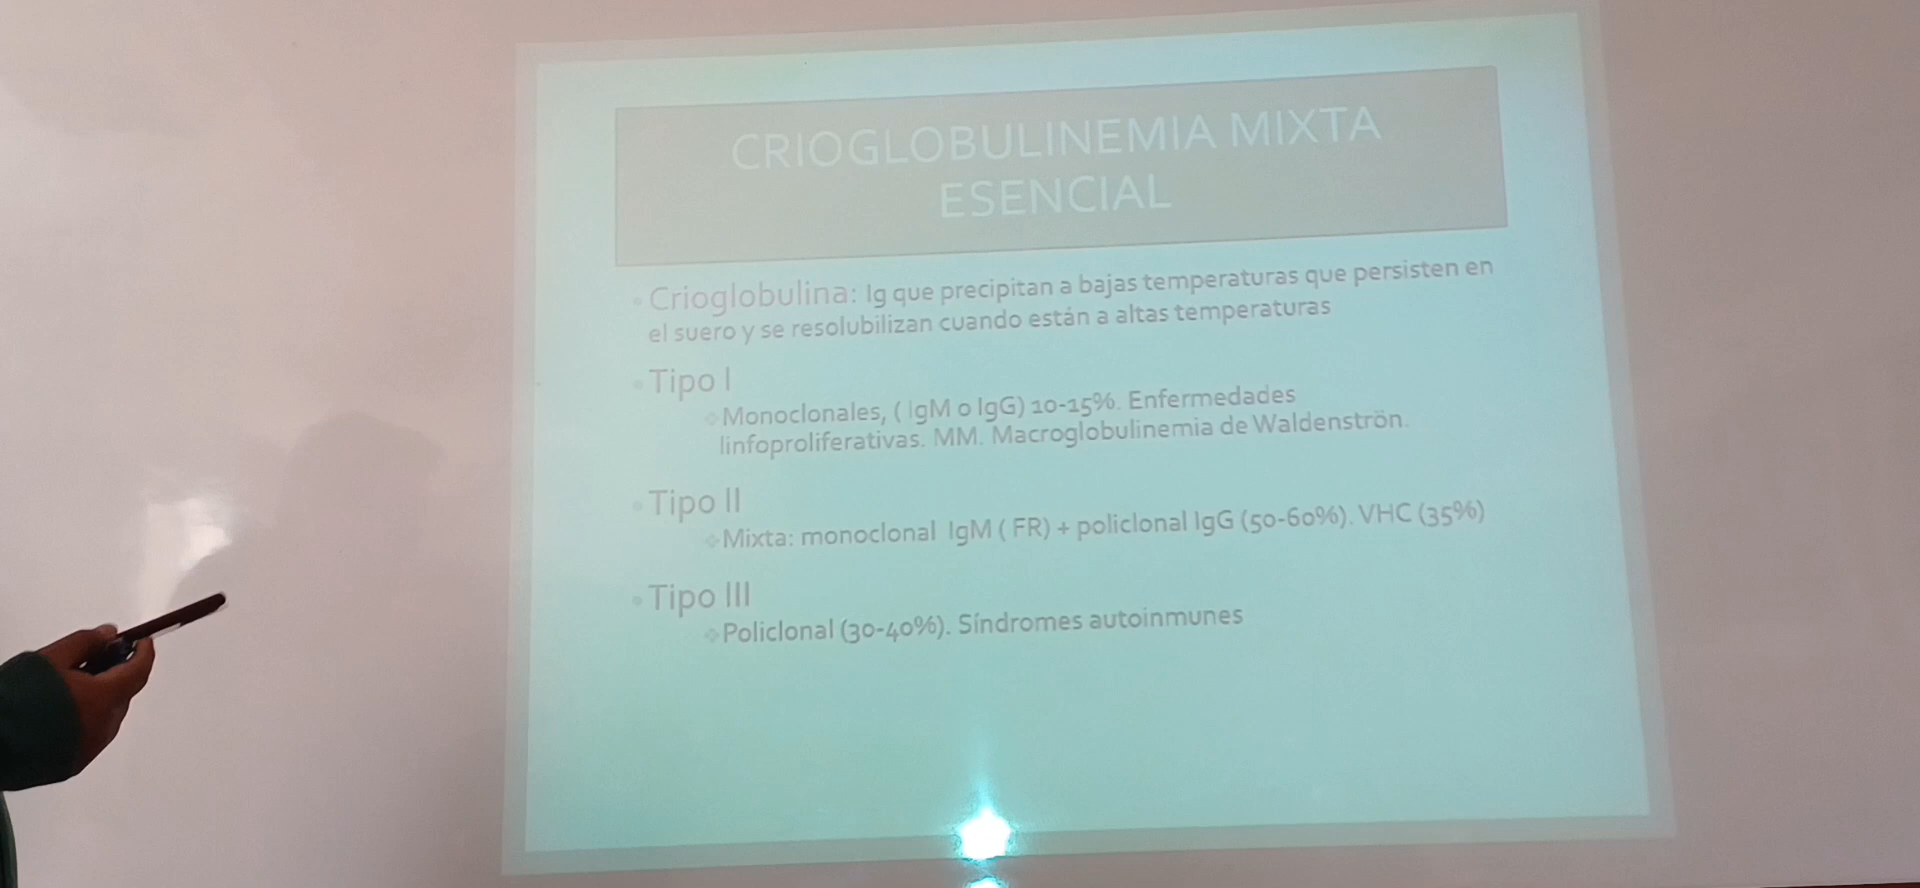 CRIOGLOBULINEMIA MIXTA
ESENCIAL
Crioglobulina: Ig que precipitan a bajas temperaturas que persisten en
el suero y se resolubilizan cuando están a altas temperaturas
Tipo I
Monoclonales, ( IgM o IgG) 10-15%. Enfermedades
linfoproliferativas. MM. Macroglobulinemia de Waldenströn.
Tipo II
Mixta: monoclonal IgM ( FR) + policlonal IgG (50-60%). VHC (35%)
Tipo III
Policlonal (30-40%). Síndromes autoinmunes